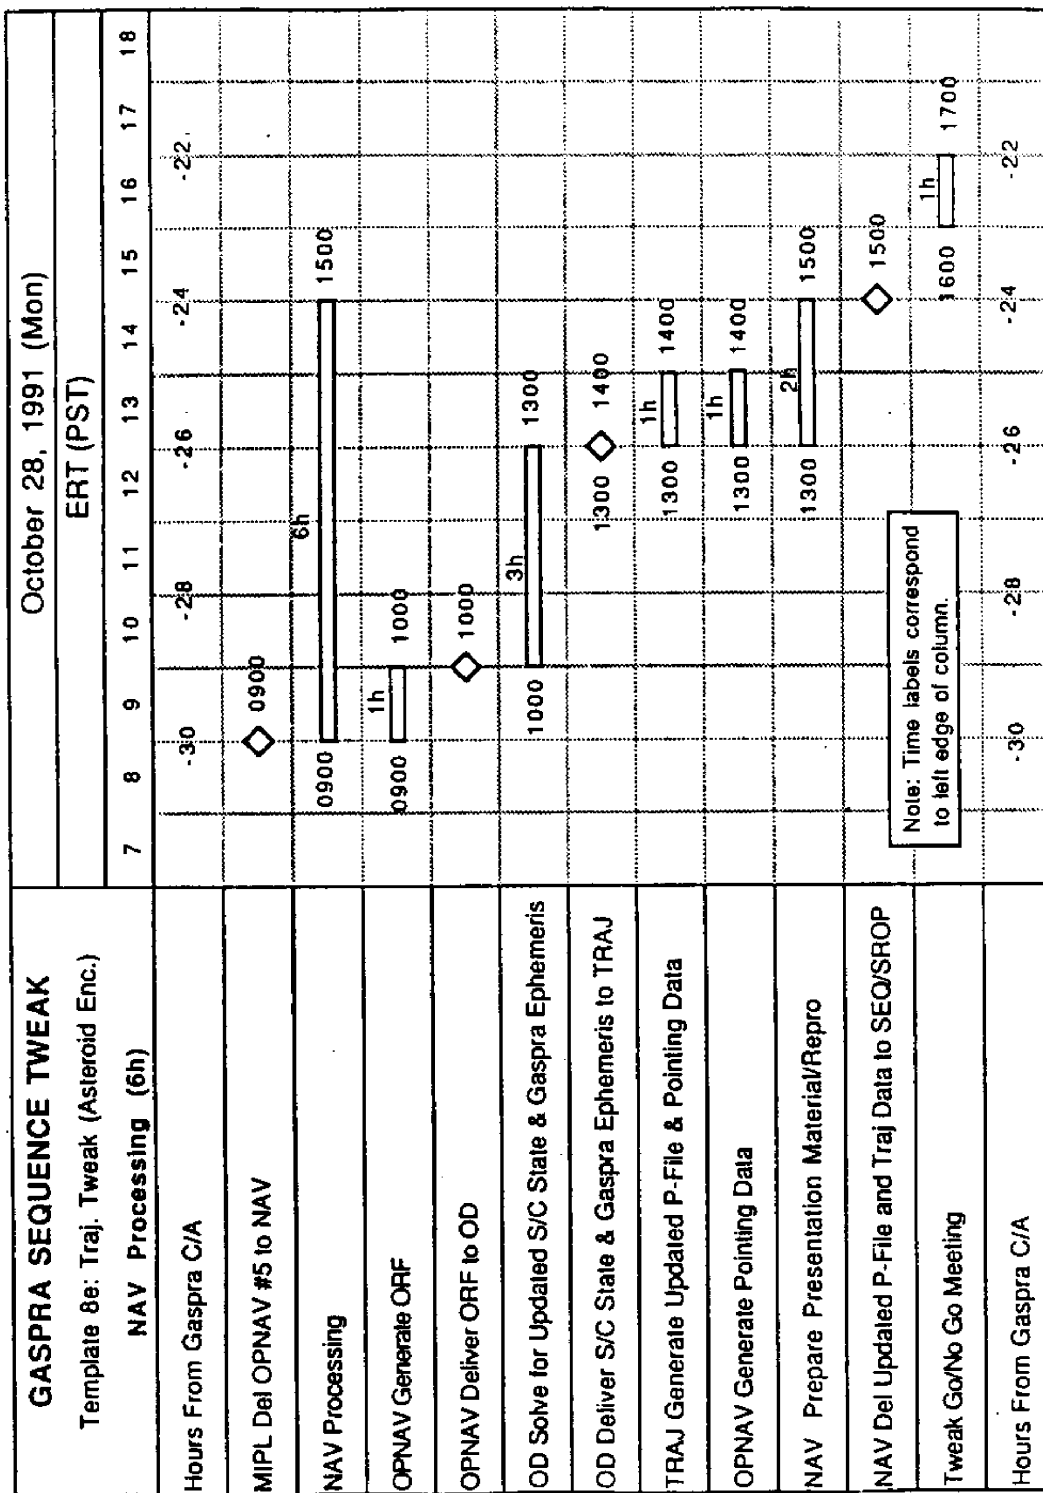 GASPRA SEQUENCE TWEAK
Template 8e: Traj. Tweak (Asteroid Enc.)
NAV Processing (6h)
October 28, 1991 (Mon)
ERT (PST)
7 8 9 10 11 12 13 14 15 16 17 18
Hours From Gaspra C/A -30 -28 -26 -24 -22
MIPL Del OPNAV #5 to NAV 0900
NAV Processing 0900 6h 1500
OPNAV Generate ORF 0900 1h 1000
OPNAV Deliver ORF to OD 1000
OD Solve for Updated S/C State & Gaspra Ephemeris 1000 3h 1300
OD Deliver S/C State & Gaspra Ephemeris to TRAJ 1300 1400
TRAJ Generate Updated P-File & Pointing Data 1300 1h 1400
OPNAV Generate Pointing Data 1300 1h 1400
NAV Prepare Presentation Material/Repro 1300 2h 1500
NAV Del Updated P-File and Traj Data to SEQ/SROP 1500
Tweak Go/No Go Meeting 1600 1h 1700
Note: Time labels correspond
to left edge of column.
Hours From Gaspra C/A -30 -28 -26 -24 -22